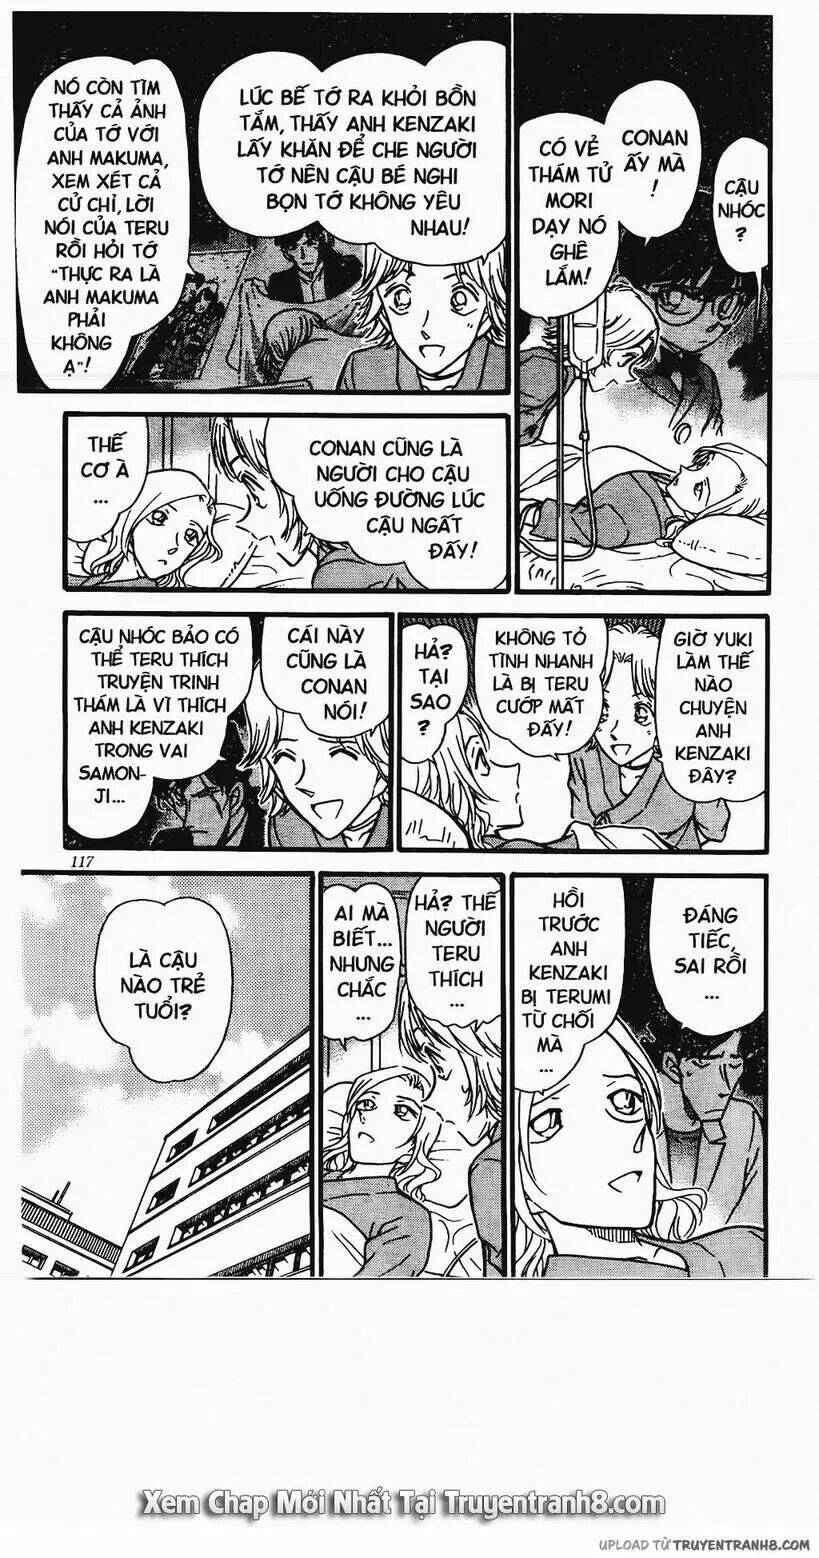 CẬU
NHÓC
?
CONAN
ẤY MÀ
!
CÓ VẺ
THÁM TỬ
MORI
DẠY NÓ
GHÊ
LẮM!
LÚC BẾ TỚ RA KHỎI BỒN
TẮM, THẤY ANH KENZAKI
LẤY KHĂN ĐỂ CHE NGƯỜI
TỚ NÊN CẬU BÉ NGHI
BỌN TỚ KHÔNG YÊU
NHAU!
NÓ CÒN TÌM
THẤY CẢ ẢNH
CỦA TỚ VỚI
ANH MAKUMA,
XEM XÉT CẢ
CỬ CHỈ, LỜI
NÓI CỦA TERU
RỒI HỎI TỚ
"THỰC RA LÀ
ANH MAKUMA
PHẢI
KHÔNG
Ạ"!
CONAN CŨNG LÀ
NGƯỜI CHO CẬU
UỐNG ĐƯỜNG LÚC
CẬU NGẤT
ĐẤY!
THẾ
CƠ À
...
GIỜ YUKI
LÀM THẾ
NÀO
CHUYỆN
ANH
KENZAKI
ĐÂY?
KHÔNG TỎ
TÌNH NHANH
LÀ BỊ TERU
CƯỚP MẤT
ĐẤY!
HẢ?
TẠI
SAO
?
CÁI NÀY
CŨNG LÀ
CONAN
NÓI!
CẬU NHÓC BẢO CÓ
THỂ TERU THÍCH
TRUYỆN TRINH
THÁM LÀ VÌ THÍCH
ANH KENZAKI
TRONG VAI
SAMON-
JI...
117
ĐÁNG
TIẾC,
SAI RỒI
...
HỒI
TRƯỚC
ANH
KENZAKI
BỊ TERUMI
TỪ CHỐI
MÀ
...
HẢ? THẾ
NGƯỜI
TERU
THÍCH
...
AI MÀ
BIẾT...
NHƯNG
CHẮC
...
LÀ CẬU
NÀO TRẺ
TUỔI?
Xem Chap Mới Nhất Tại Truyentranh8.com
UPLOAD TỪ TRUYENTRANH8.COM